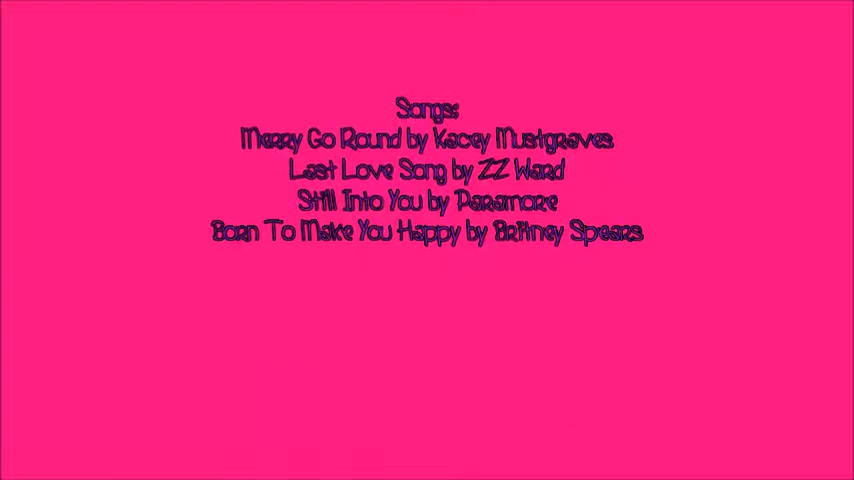 Songs:
Merry Go Round by Kacey Mustgraves
Last Love Song by ZZ Ward
Still Into You by Paramore
Born To Make You Happy by Britney Spears